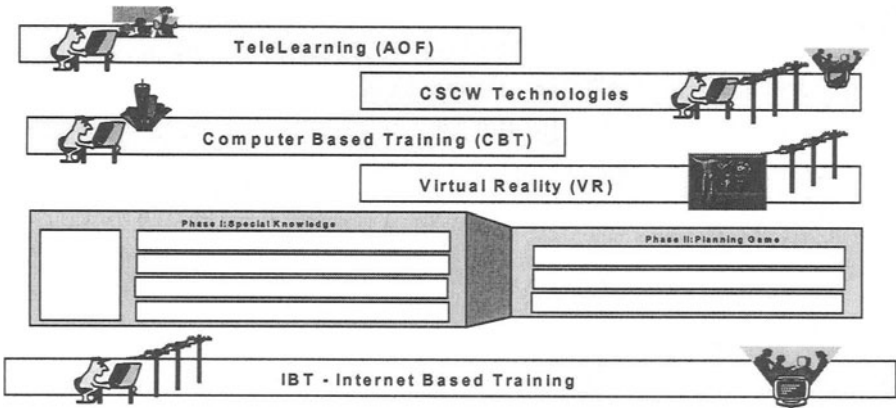 TeleLearning (AOF)
CSCW Technologies
Computer Based Training (CBT)
Virtual Reality (VR)
Phase I:Special Knowledge
Phase II:Planning Game
IBT - Internet Based Training